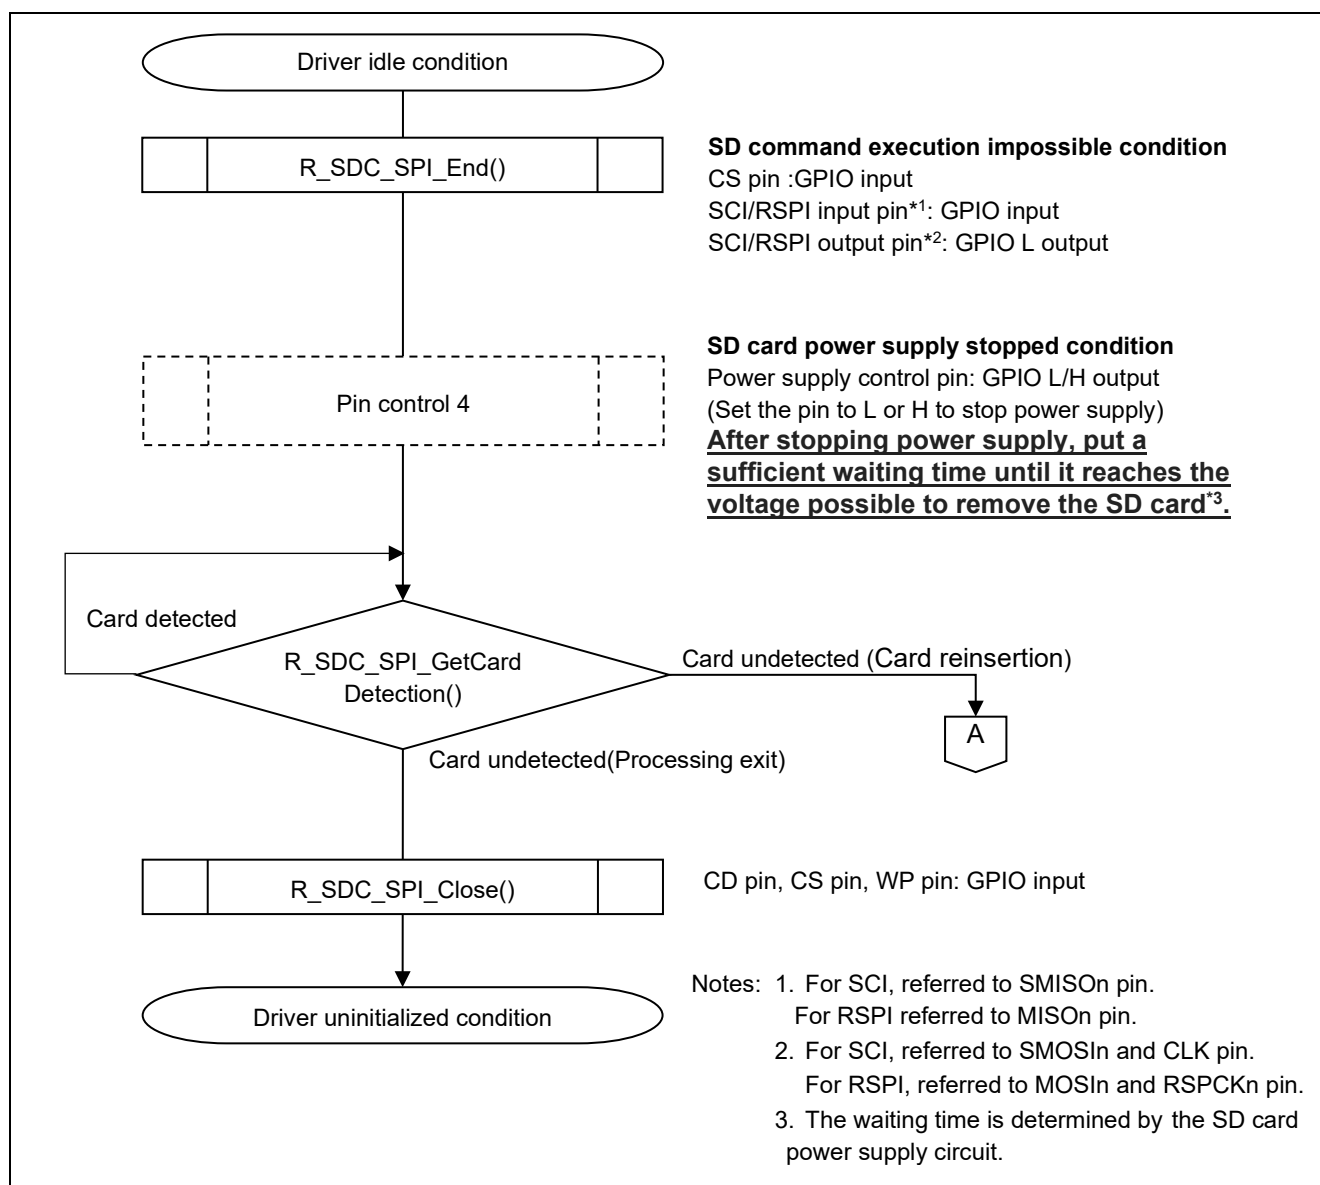 Driver idle condition
R_SDC_SPI_End()
SD command execution impossible condition
CS pin :GPIO input
SCI/RSPI input pin*1: GPIO input
SCI/RSPI output pin*2: GPIO L output
Pin control 4
SD card power supply stopped condition
Power supply control pin: GPIO L/H output
(Set the pin to L or H to stop power supply)
After stopping power supply, put a
sufficient waiting time until it reaches the
voltage possible to remove the SD card*3.
Card detected
R_SDC_SPI_GetCard
Detection()
Card undetected (Card reinsertion)
A
Card undetected(Processing exit)
R_SDC_SPI_Close()
CD pin, CS pin, WP pin: GPIO input
Driver uninitialized condition
Notes: 1. For SCI, referred to SMISOn pin.
For RSPI referred to MISOn pin.
2. For SCI, referred to SMOSIn and CLK pin.
For RSPI, referred to MOSIn and RSPCKn pin.
3. The waiting time is determined by the SD card
power supply circuit.